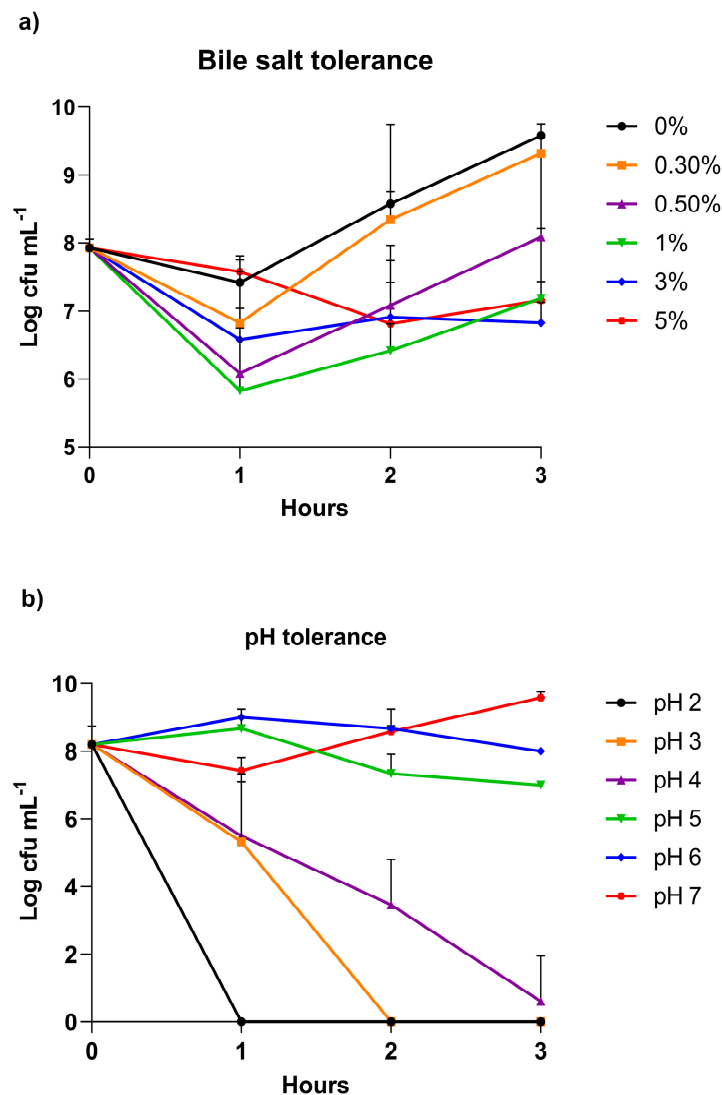 a)
Bile salt tolerance
Log cfu mL-1
10
9
8
7
6
5
0 1 2 3
Hours
0%
0.30%
0.50%
1%
3%
5%
b)
pH tolerance
Log cfu mL-1
10
8
6
4
2
0
0 1 2 3
Hours
pH 2
pH 3
pH 4
pH 5
pH 6
pH 7